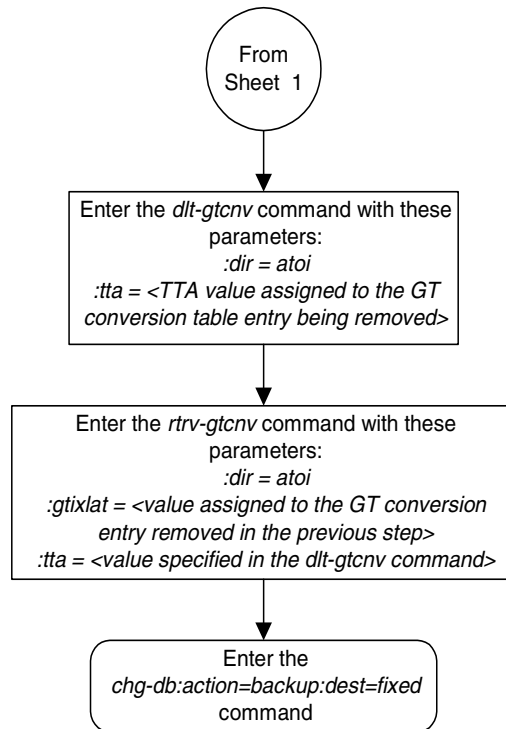 From
Sheet 1
Enter the dlt-gtcnv command with these
parameters:
:dir = atoi
:tta = <TTA value assigned to the GT
conversion table entry being removed>
Enter the rtrv-gtcnv command with these
parameters:
:dir = atoi
:gtixlat = <value assigned to the GT conversion
entry removed in the previous step>
:tta = <value specified in the dlt-gtcnv command>
Enter the
chg-db:action=backup:dest=fixed
command